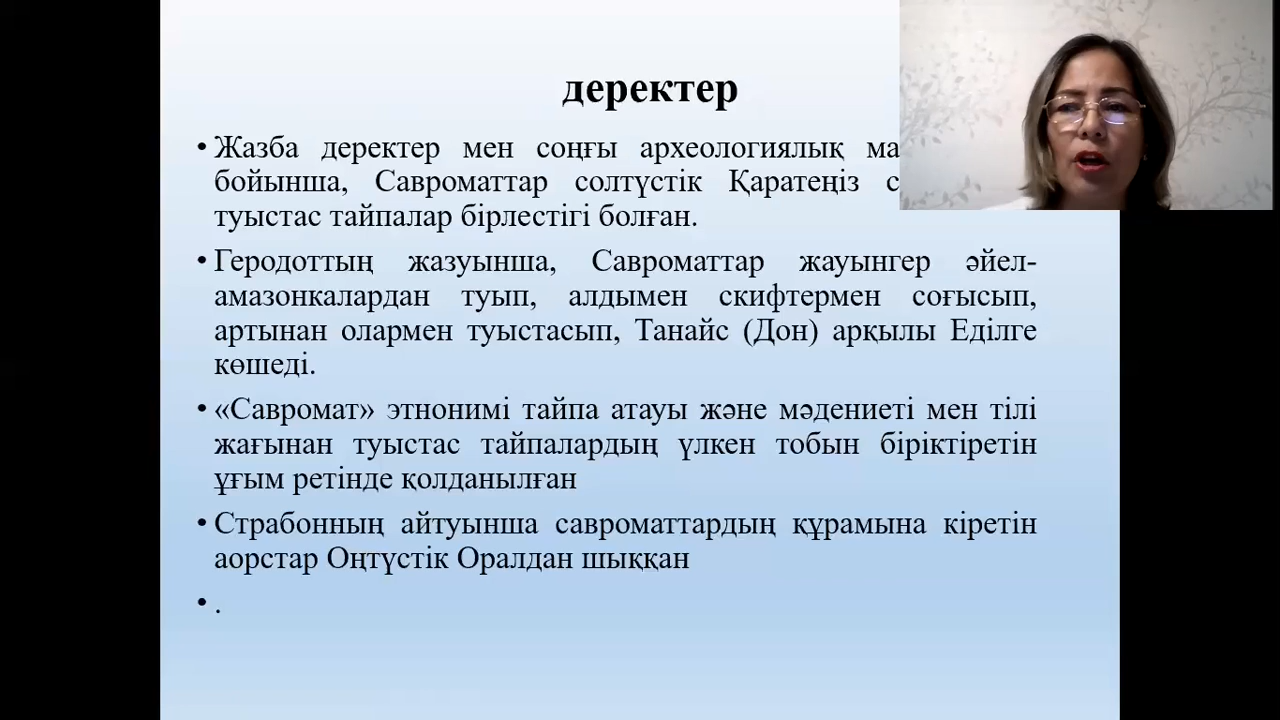 деректер
• Жазба деректер мен соңғы археологиялық
бойынша, Савроматтар солтүстік Қаратеңіз
туыстас тайпалар бірлестігі болған.
• Геродоттың жазуынша, Савроматтар жауынгер әйел-
амазонкалардан туып, алдымен скифтермен соғысып,
артынан олармен туыстасып, Танайс (Дон) арқылы Еділге
көшеді.
• «Савромат» этнонимі тайпа атауы және мәдениеті мен тілі
жағынан туыстас тайпалардың үлкен тобын біріктіретін
ұғым ретінде қолданылған
• Страбонның айтуынша савроматтардың құрамына кіретін
аорстар Оңтүстік Оралдан шыққан
• .